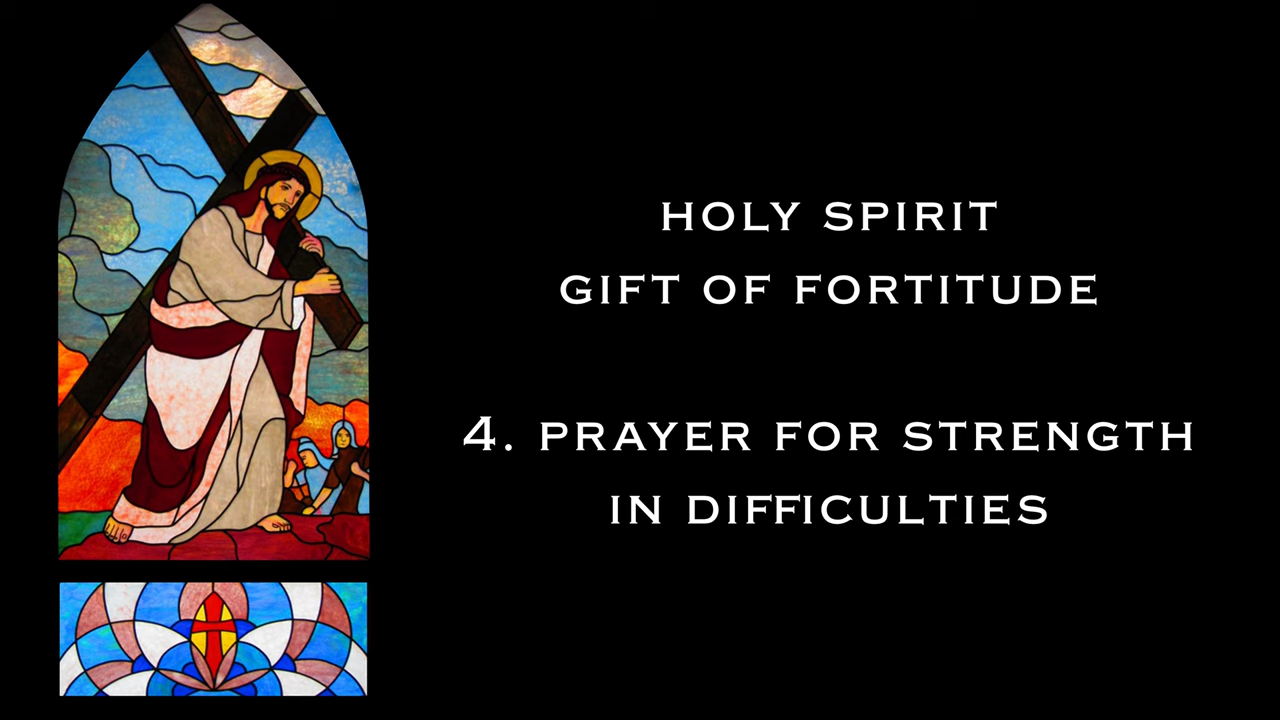 HOLY SPIRIT
GIFT OF FORTITUDE
4. PRAYER FOR STRENGTH
IN DIFFICULTIES